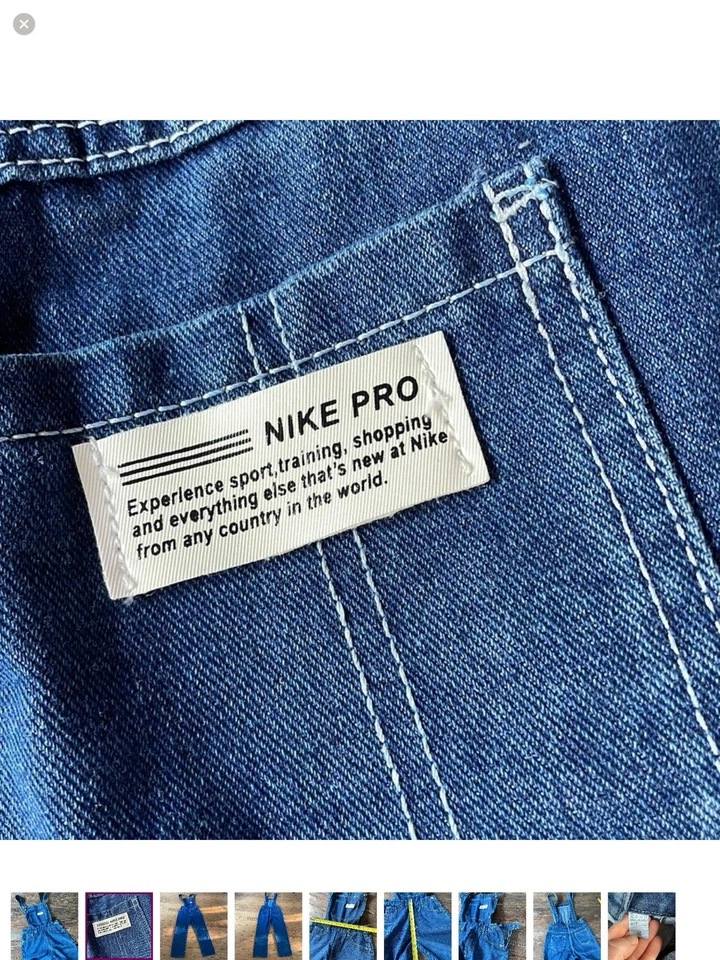 NIKE PRO
Experience sport,training, shopping
and everything else that's new at Nike
from any country in the world.